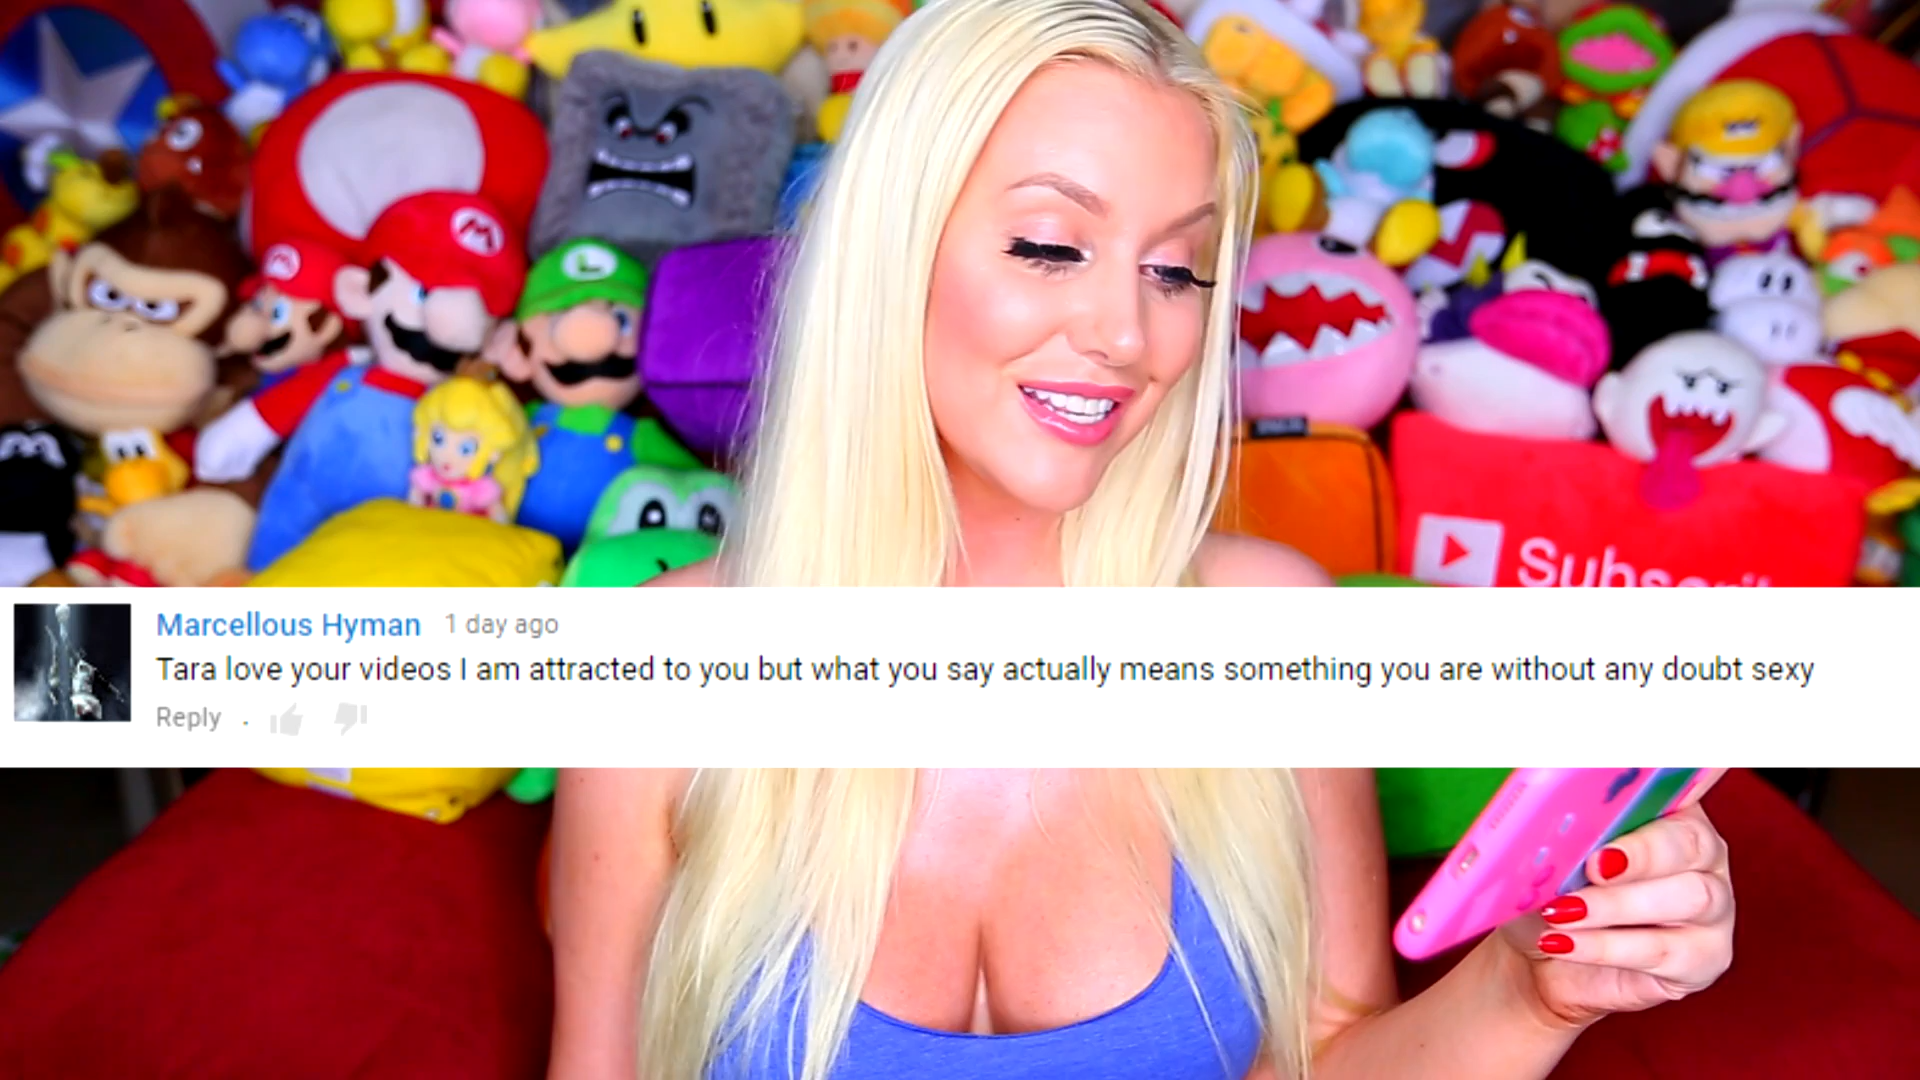 M
M
L
Subscri
Marcellous Hyman 1 day ago
Tara love your videos I am attracted to you but what you say actually means something you are without any doubt sexy
Reply